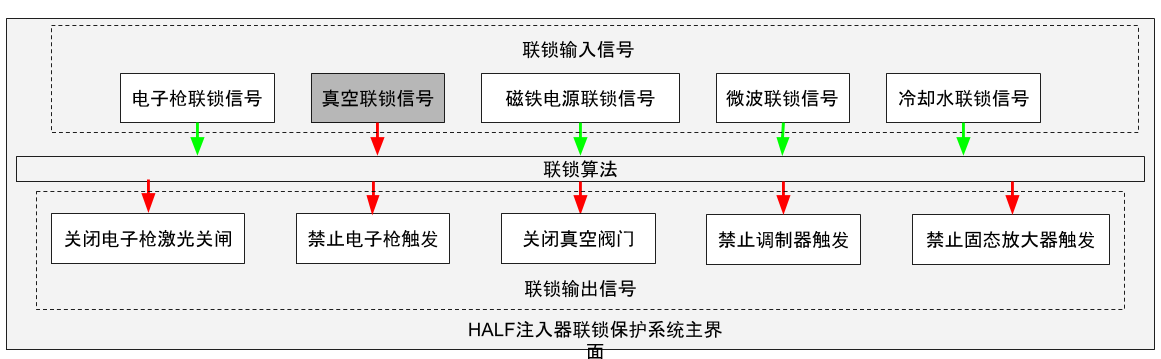 联锁输入信号
电子枪联锁信号
真空联锁信号
磁铁电源联锁信号
微波联锁信号
冷却水联锁信号
联锁算法
关闭电子枪激光关闸
禁止电子枪触发
关闭真空阀门
禁止调制器触发
禁止固态放大器触发
联锁输出信号
HALF注入器联锁保护系统主界
面